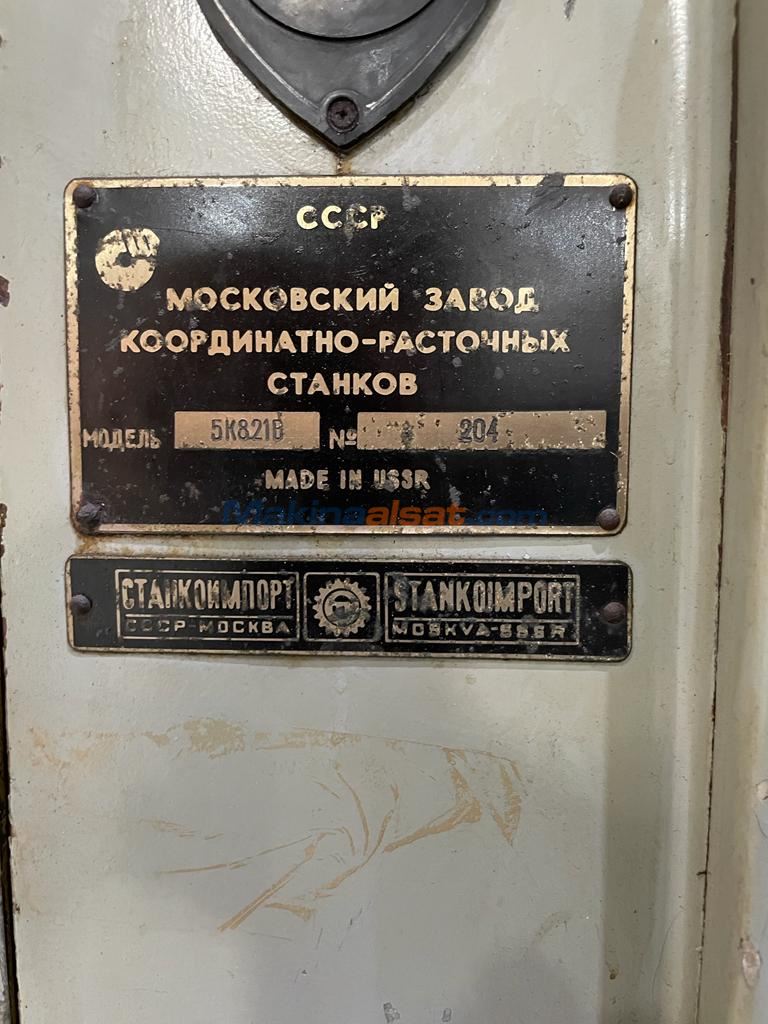 СССР
МОСКОВСКИЙ ЗАВОД
КООРДИНАТНО-РАСТОЧНЫХ
СТАНКОВ
МОДЕЛЬ 5К821В № 204
MADE IN USSR
Makinaalsat.com
СТАНКОИМПОРТ STANKOIMPORT
СССР-МОСКВА MOSKVA-SSSR